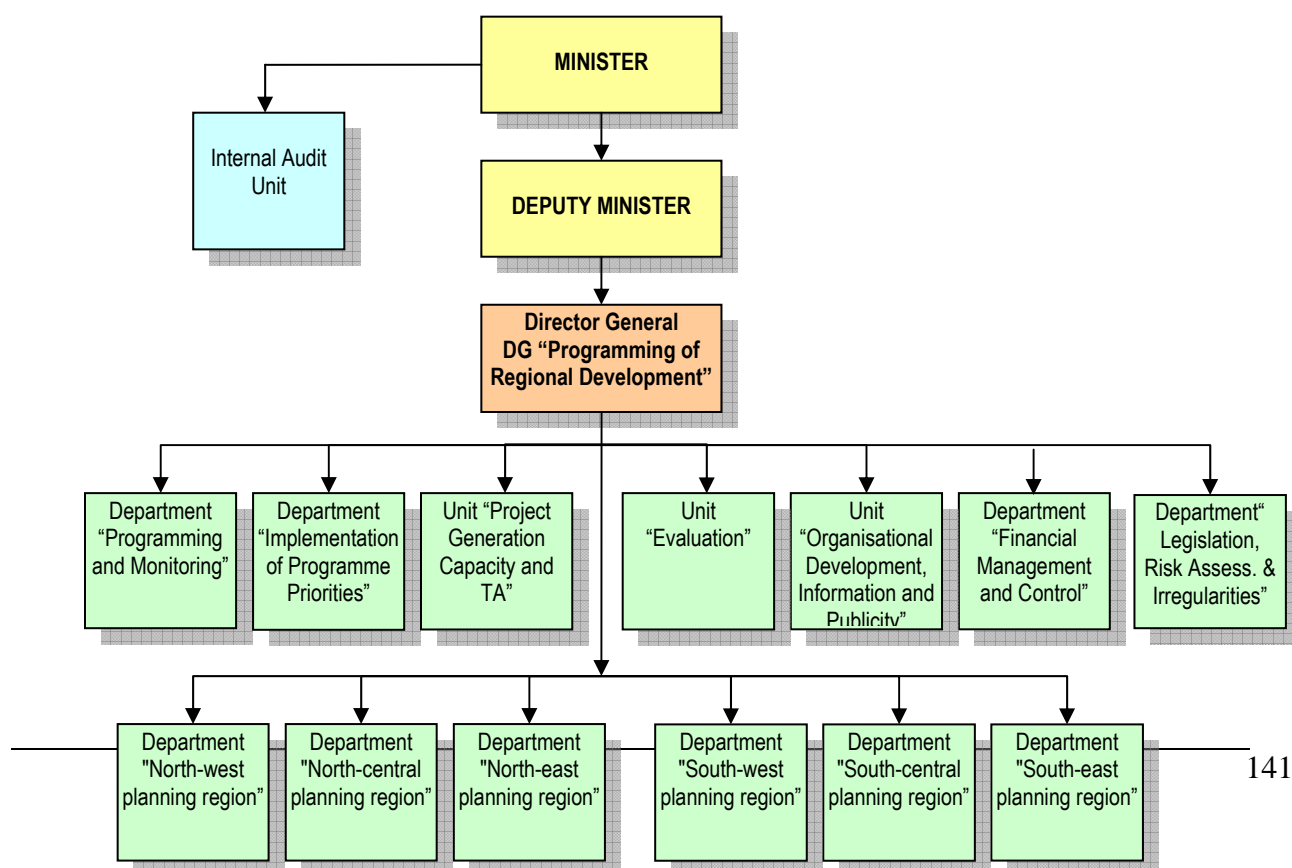 MINISTER
Internal Audit
Unit
DEPUTY MINISTER
Director General
DG “Programming of
Regional Development”
Department
“Programming
and Monitoring”
Department
“Implementation
of Programme
Priorities”
Unit “Project
Generation
Capacity and
TA”
Unit
“Evaluation”
Unit
“Organisational
Development,
Information and
Publicity”
Department
“Financial
Management
and Control”
Department“
Legislation,
Risk Assess. &
Irregularities”
Department
"North-west
planning region”
Department
"North-central
planning region”
Department
"North-east
planning region”
Department
"South-west
planning region”
Department
"South-central
planning region”
Department
"South-east
planning region”
141